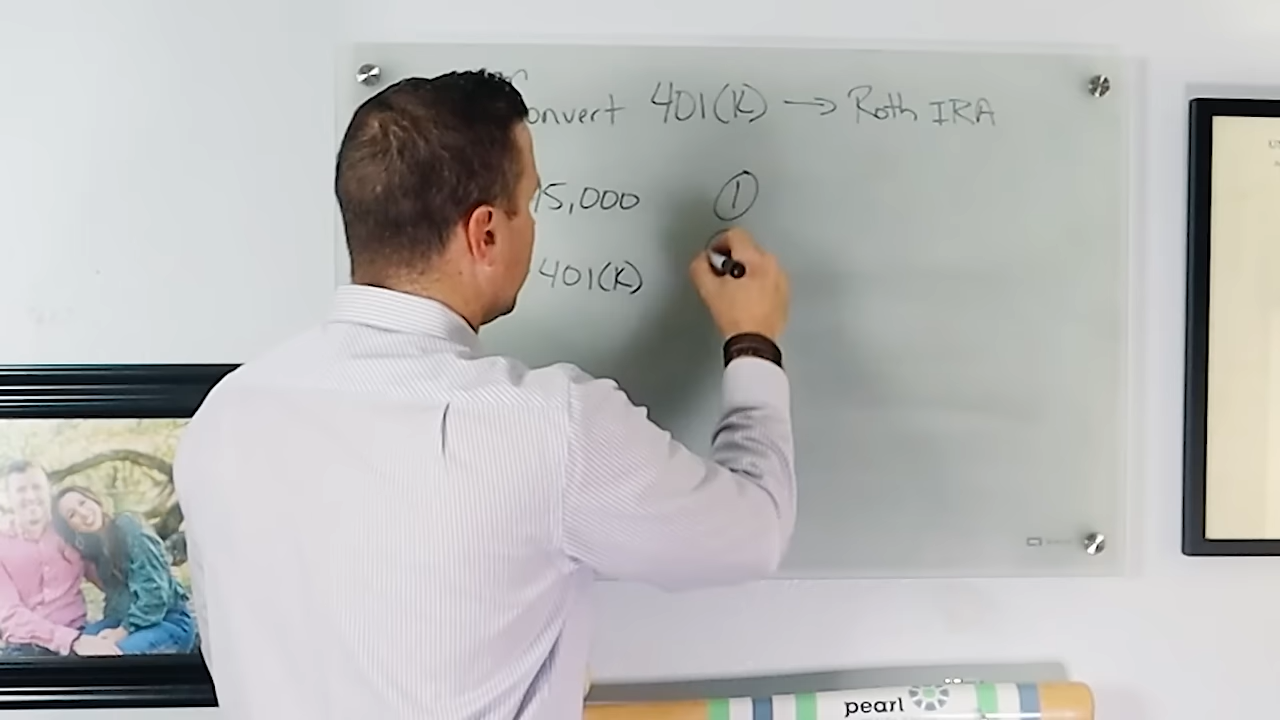 onvert 401(K) → Roth IRA
15,000 ①
401(K)
pearl